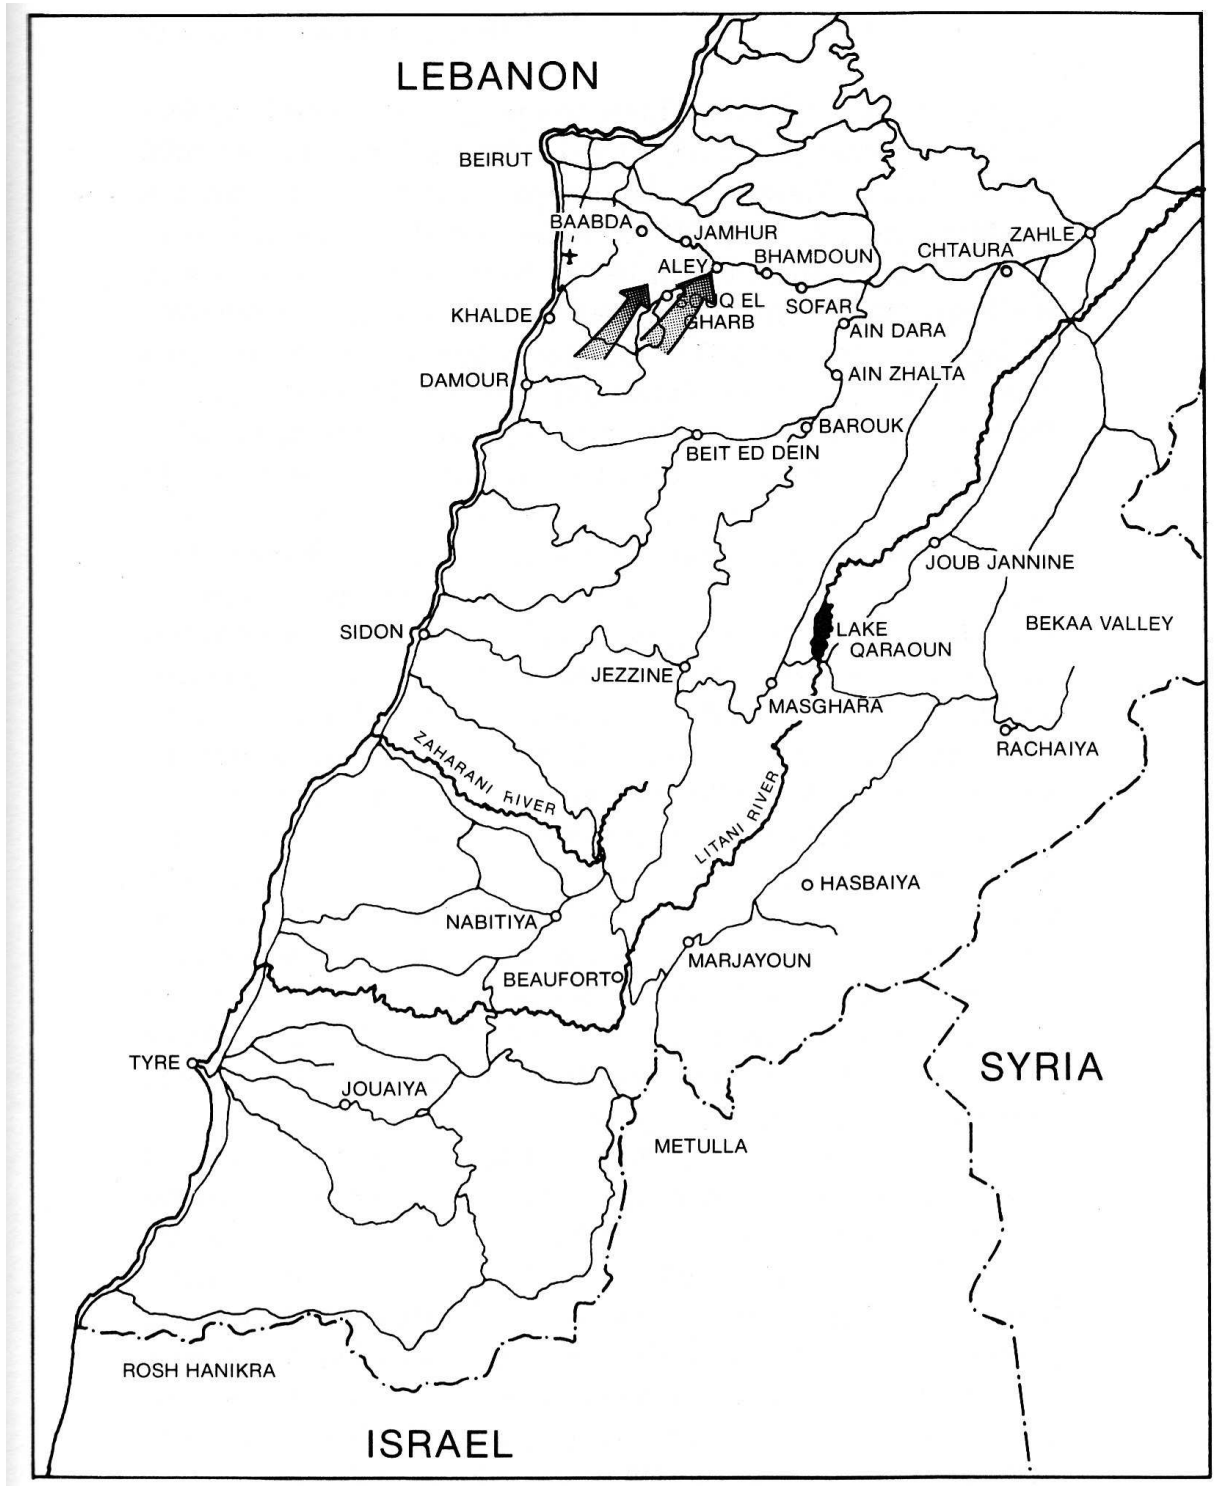 LEBANON
BEIRUT
BAABDA
JAMHUR
ZAHLE
CHTAURA
BHAMDOUN
ALEY
SOUQ EL
GHARB
SOFAR
KHALDE
AIN DARA
DAMOUR
AIN ZHALTA
BAROUK
BEIT ED DEIN
JOUB JANNINE
SIDON
LAKE
QARAOUN
BEKAA VALLEY
JEZZINE
MASGHARA
RACHAIYA
ZAHARANI RIVER
LITANI RIVER
HASBAIYA
NABITIYA
MARJAYOUN
BEAUFORT
TYRE
SYRIA
JOUAIYA
METULLA
ROSH HANIKRA
ISRAEL